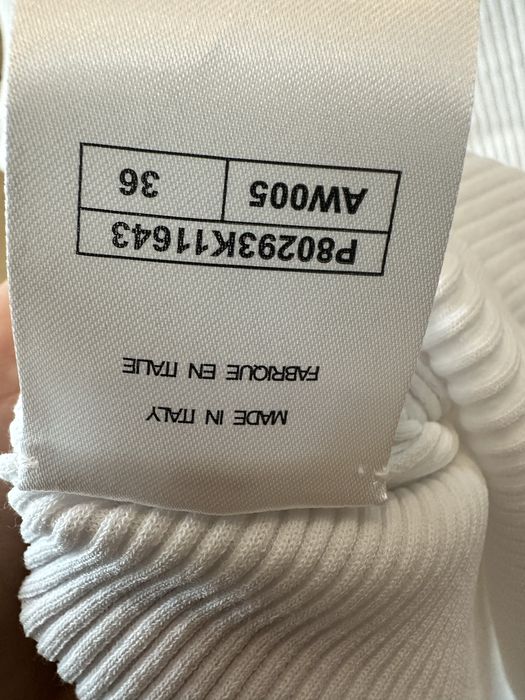 MADE IN ITALY
FABRIQUE EN ITALIE
P80293K11643
AW005 36